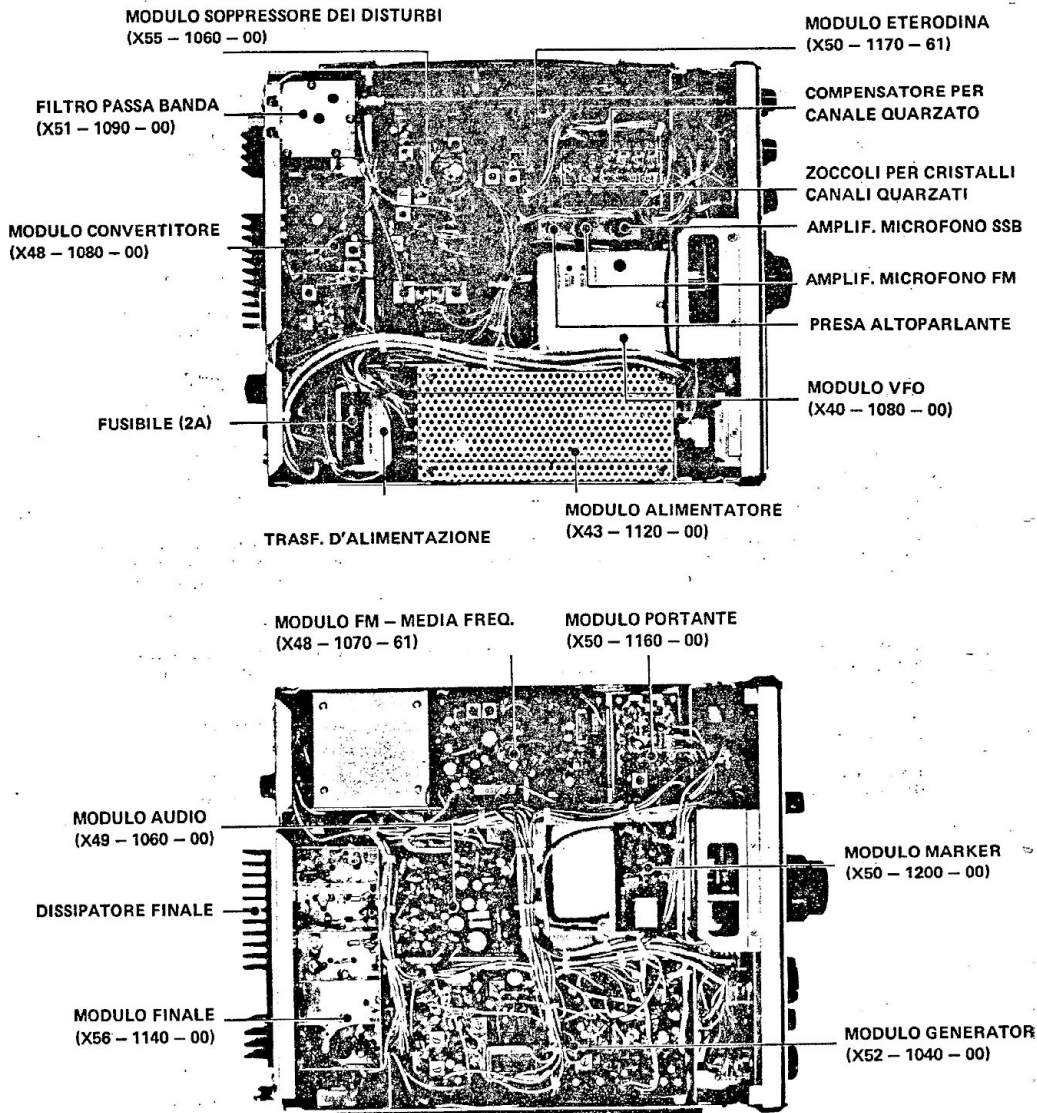 MODULO SOPPRESSORE DEI DISTURBI
(X55 – 1060 – 00)
MODULO ETERODINA
(X50 – 1170 – 61)
FILTRO PASSA BANDA
(X51 – 1090 – 00)
COMPENSATORE PER
CANALE QUARZATO
ZOCCOLI PER CRISTALLI
CANALI QUARZATI
MODULO CONVERTITORE
(X48 – 1080 – 00)
AMPLIF. MICROFONO SSB
AMPLIF. MICROFONO FM
PRESA ALTOPARLANTE
MODULO VFO
(X40 – 1080 – 00)
FUSIBILE (2A)
MODULO ALIMENTATORE
(X43 – 1120 – 00)
TRASF. D'ALIMENTAZIONE
MODULO FM – MEDIA FREQ.
(X48 – 1070 – 61)
MODULO PORTANTE
(X50 – 1160 – 00)
MODULO AUDIO
(X49 – 1060 – 00)
MODULO MARKER
(X50 – 1200 – 00)
DISSIPATORE FINALE
MODULO FINALE
(X56 – 1140 – 00)
MODULO GENERATOR
(X52 – 1040 – 00)